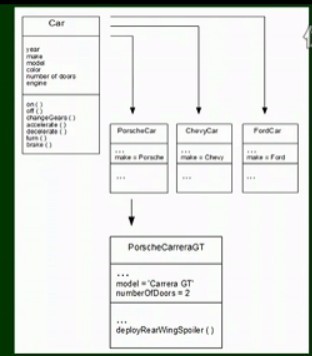 Car
year
make
model
color
number of doors
engine
on ( )
off ( )
changeGears ( )
accelerate ( )
decelerate ( )
turn ( )
brake ( )
PorscheCar
...
make = Porsche
...
ChevyCar
...
make = Chevy
...
FordCar
...
make = Ford
...
PorscheCarreraGT
...
model = 'Carrera GT'
numberOfDoors = 2
...
deployRearWingSpoiler ( )